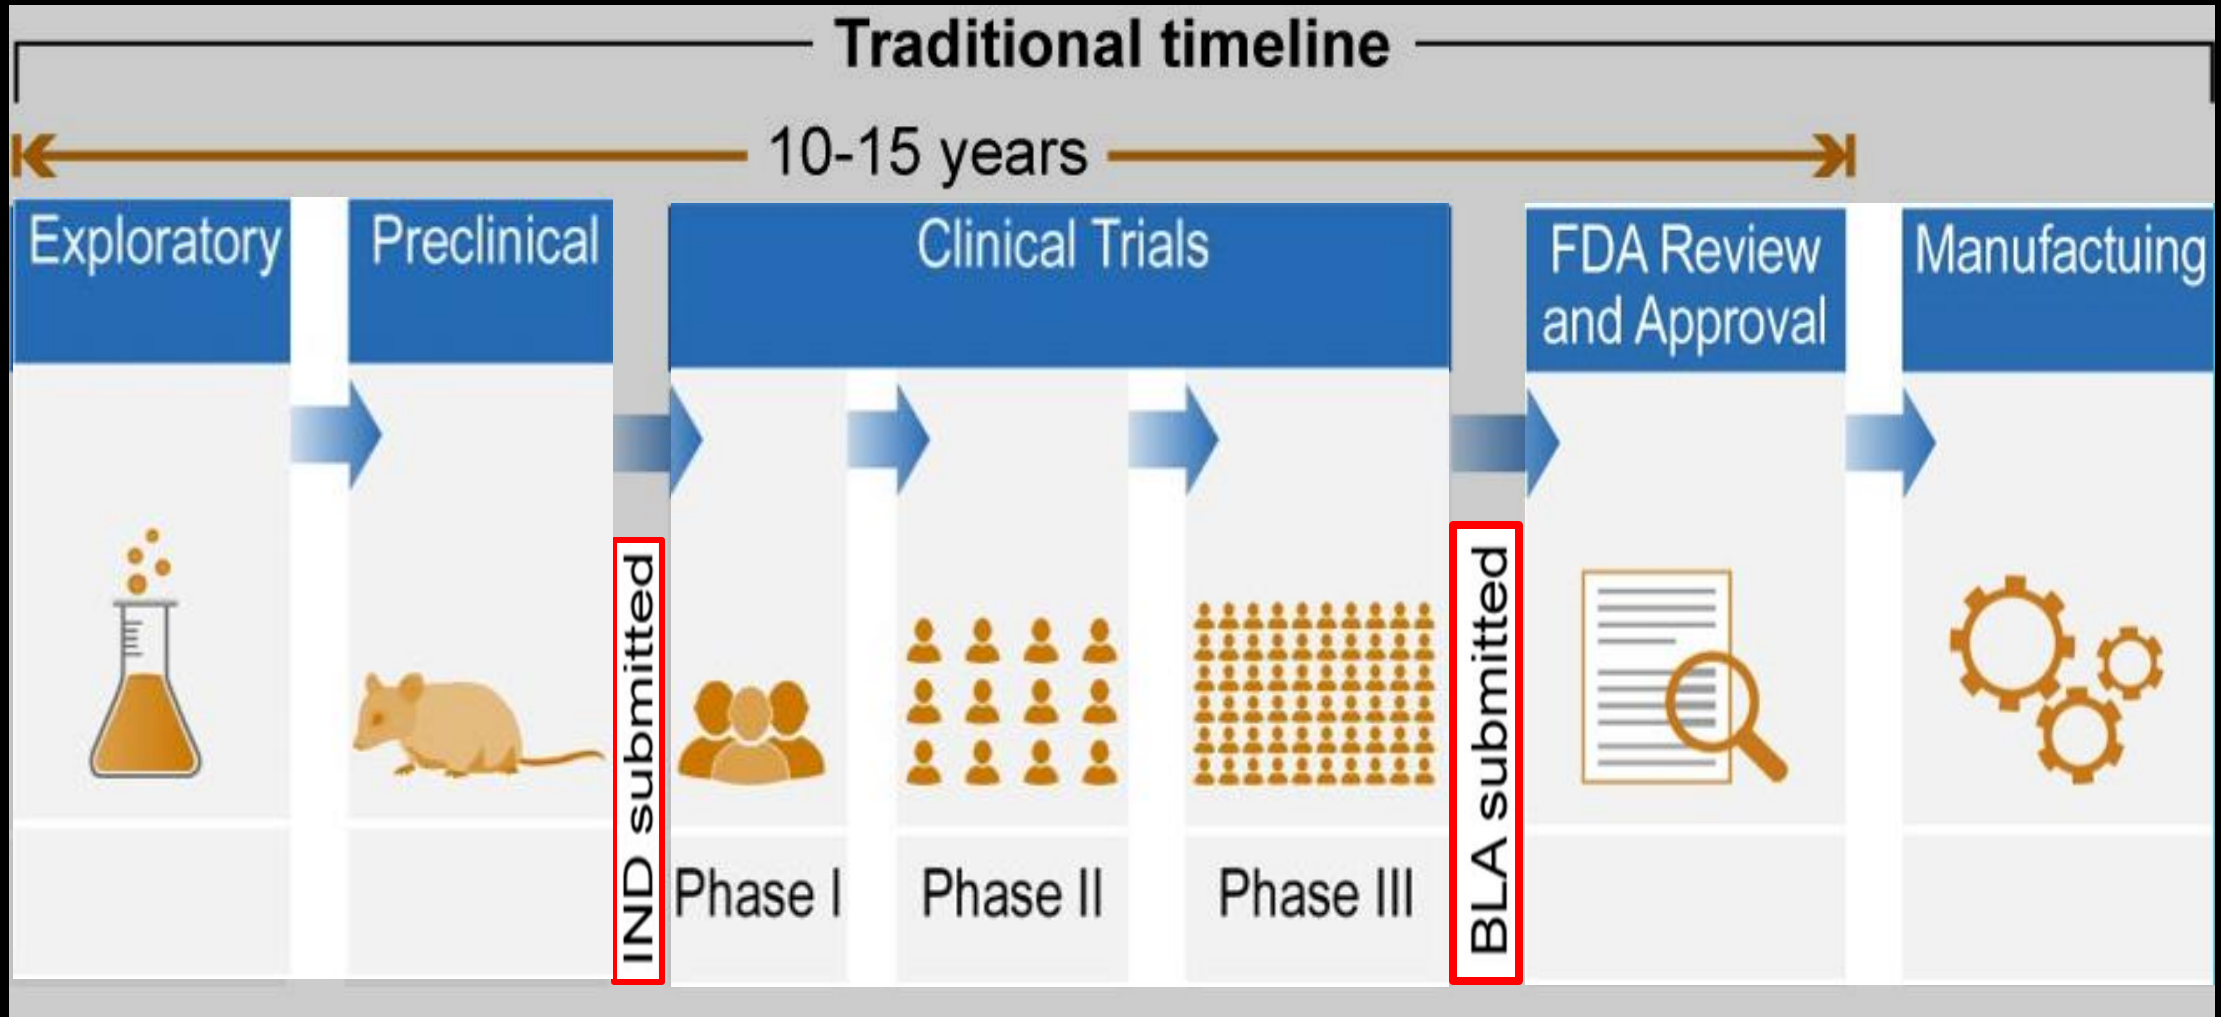 Traditional timeline
10-15 years
Exploratory
Preclinical
IND submitted
Clinical Trials
Phase I
Phase II
Phase III
BLA submitted
FDA Review
and Approval
Manufactuing